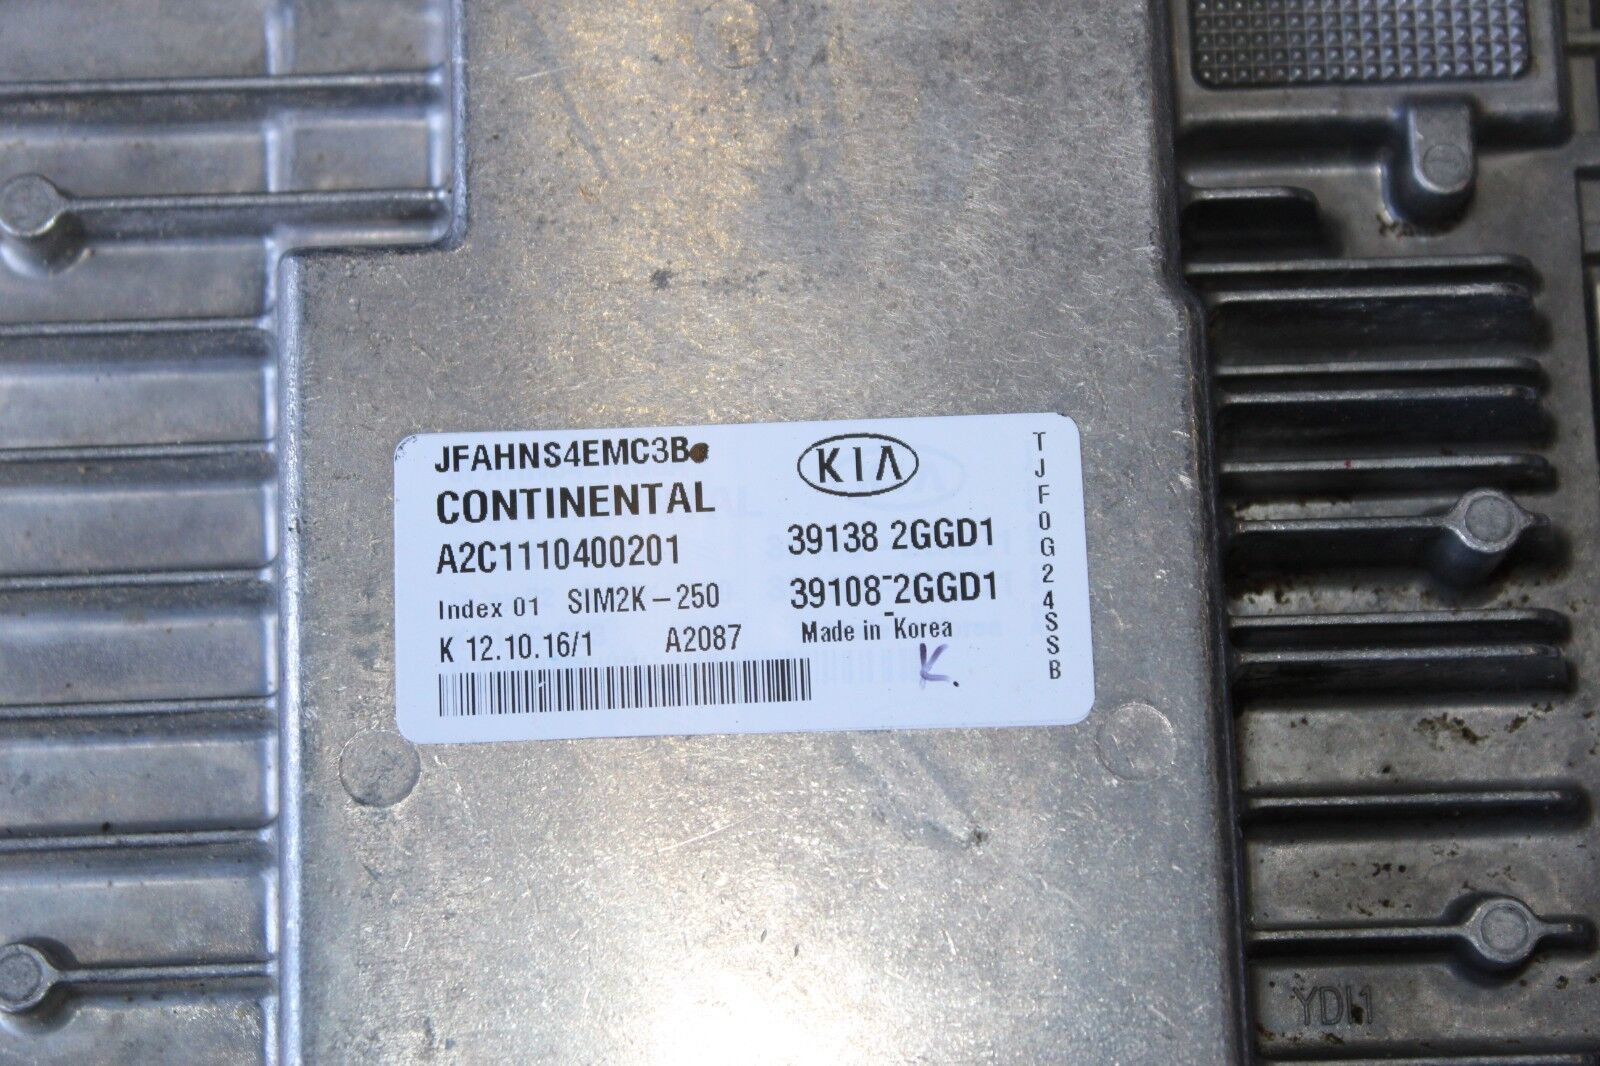 JFAHNS4EMC3B
CONTINENTAL
A2C1110400201
Index 01 SIM2K-250
K 12.10.16/1 A2087
KIA
39138 2GGD1
39108-2GGD1
Made in Korea
K.
TJF0G24SSB
YDL1